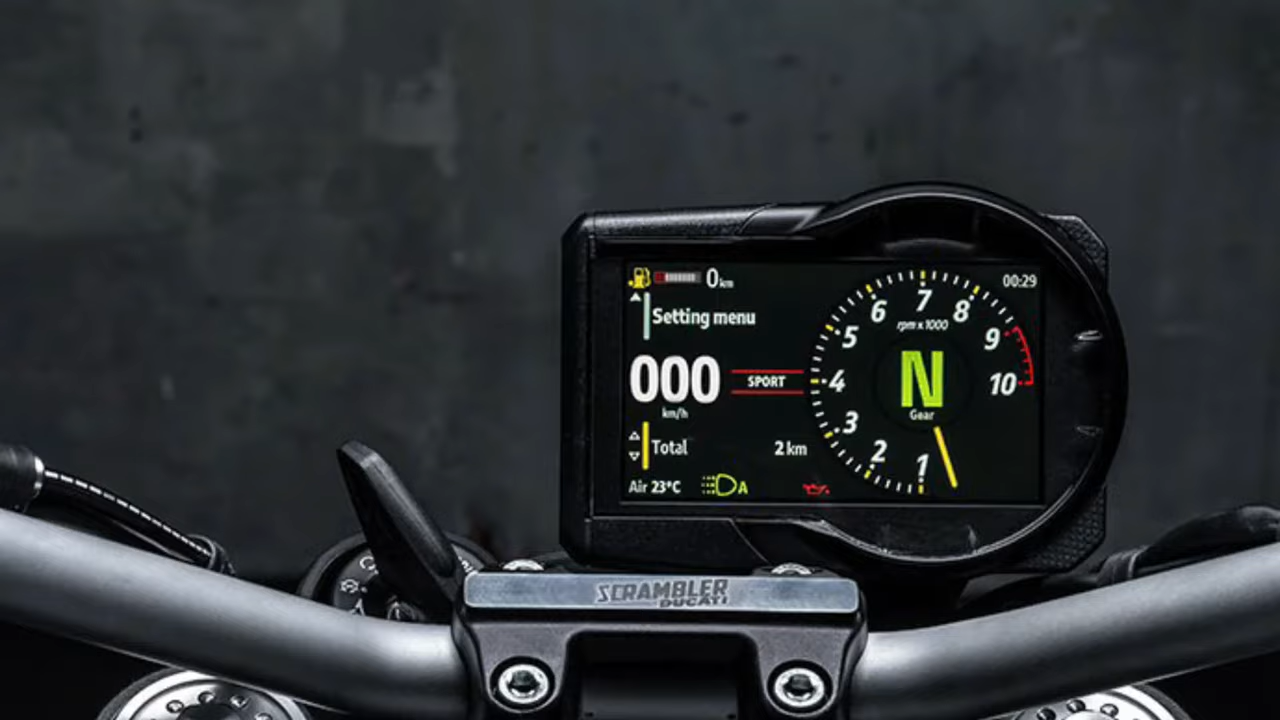 0 km
00:29
Setting menu
000
km/h
SPORT
Total
2 km
Air 23°C
A
1
2
3
4
5
6
7
8
9
10
rpm x 1000
N
Gear
SCRAMBLER
DUCATI